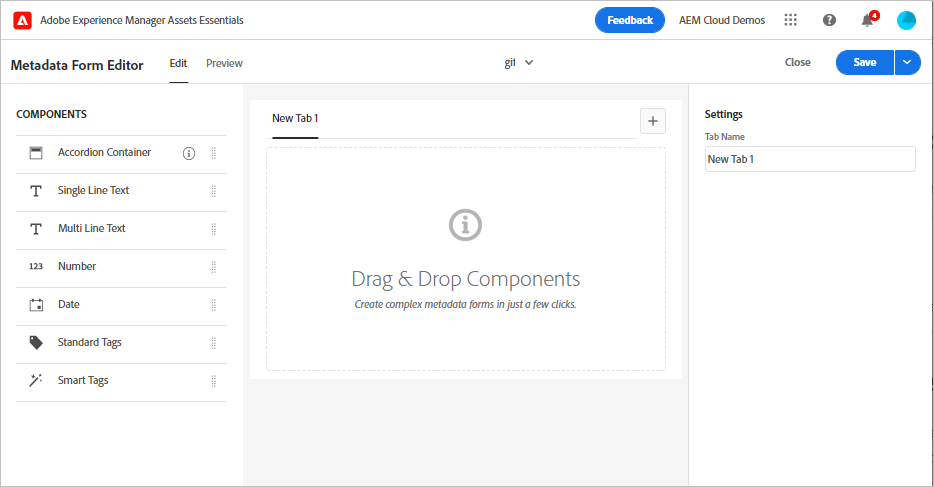 Adobe Experience Manager Assets Essentials
Feedback
AEM Cloud Demos
4
Metadata Form Editor
Edit
Preview
gif
Close
Save
COMPONENTS
Accordion Container
Single Line Text
Multi Line Text
123 Number
Date
Standard Tags
Smart Tags
New Tab 1
Drag & Drop Components
Create complex metadata forms in just a few clicks.
Settings
Tab Name
New Tab 1